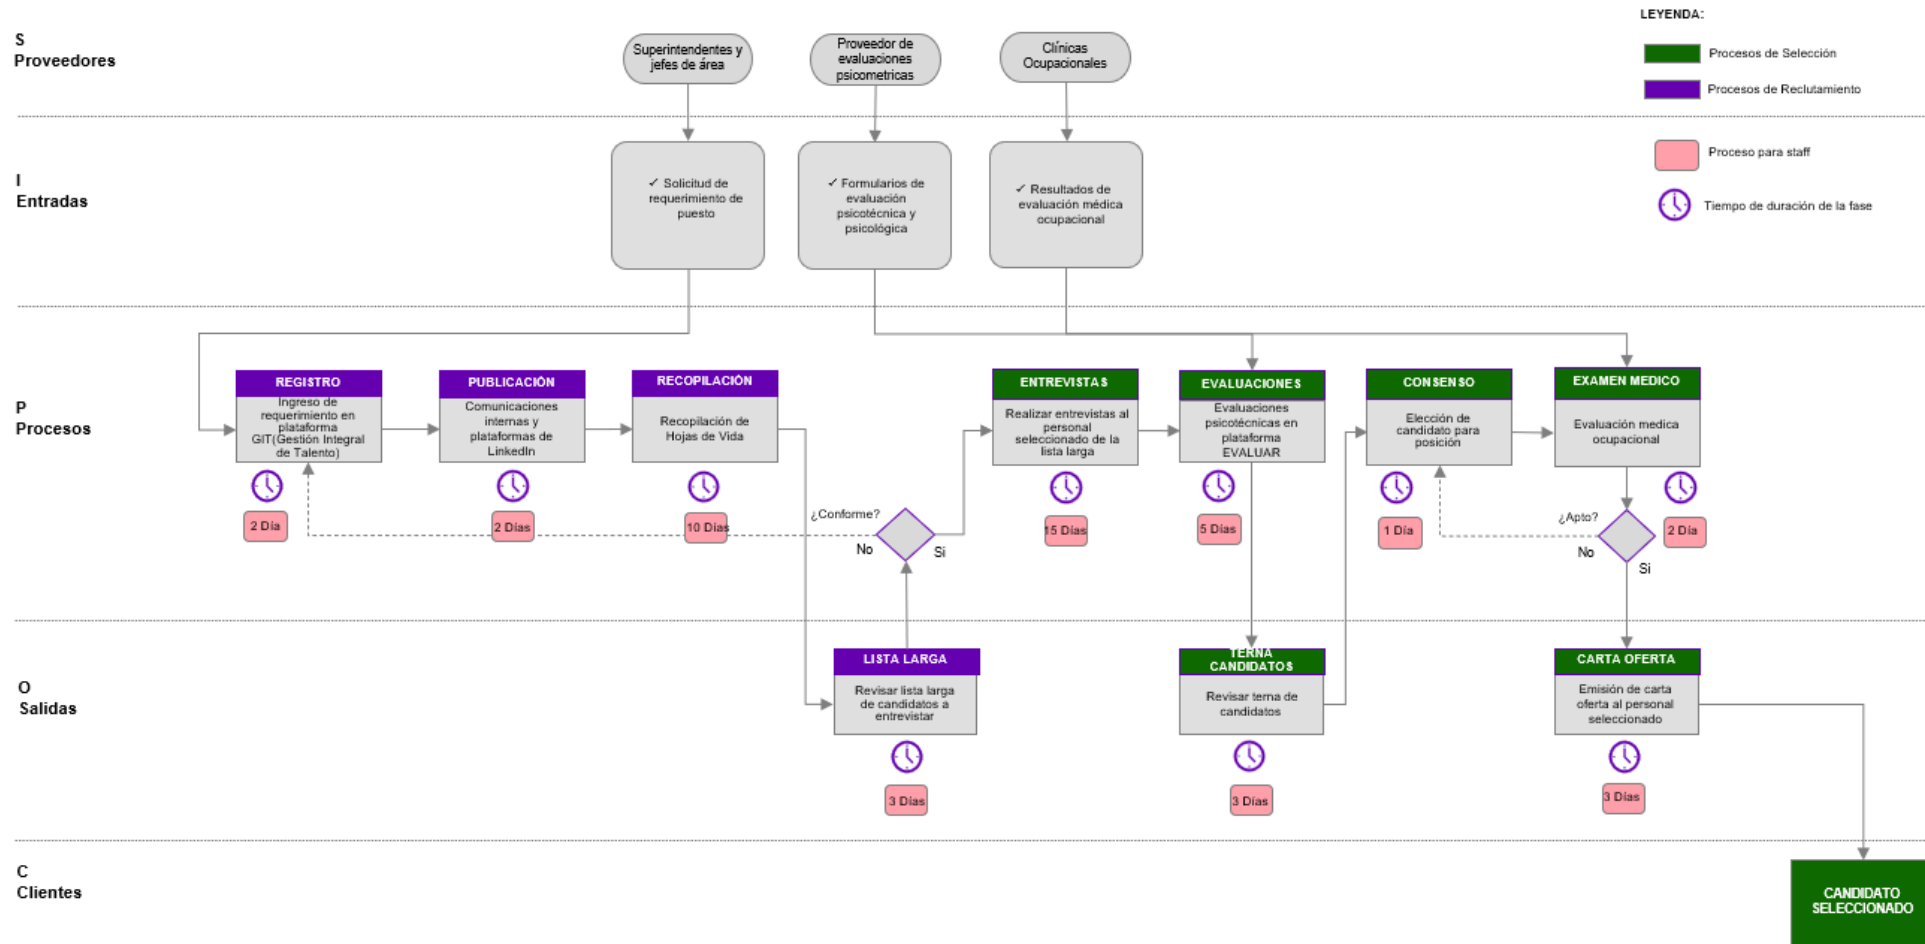 LEYENDA:
Procesos de Selección
Procesos de Reclutamiento
Proceso para staff
Tiempo de duración de la fase
S
Proveedores
Superintendentes y
jefes de área
Proveedor de
evaluaciones
psicometricas
Clínicas
Ocupacionales
I
Entradas
✓ Solicitud de
requerimiento de
puesto
✓ Formularios de
evaluación
psicotécnica y
psicológica
✓ Resultados de
evaluación médica
ocupacional
P
Procesos
REGISTRO
Ingreso de
requerimiento en
plataforma
GIT(Gestión Integral
de Talento)
2 Día
PUBLICACIÓN
Comunicaciones
internas y
plataformas de
LinkedIn
2 Días
RECOPILACIÓN
Recopilación de
Hojas de Vida
10 Días
¿Conforme?
No
Si
ENTREVISTAS
Realizar entrevistas al
personal
seleccionado de la
lista larga
15 Días
EVALUACIONES
Evaluaciones
psicotécnicas en
plataforma
EVALUAR
5 Días
CONSENSO
Elección de
candidato para
posición
1 Día
EXAMEN MEDICO
Evaluación medica
ocupacional
¿Apto?
No
Si
2 Día
O
Salidas
LISTA LARGA
Revisar lista larga
de candidatos a
entrevistar
3 Días
TERNA
CANDIDATOS
Revisar terna de
candidatos
3 Días
CARTA OFERTA
Emisión de carta
oferta al personal
seleccionado
3 Días
C
Clientes
CANDIDATO
SELECCIONADO